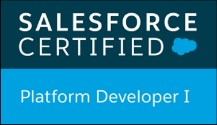 SALESFORCE
CERTIFIED
Platform Developer I